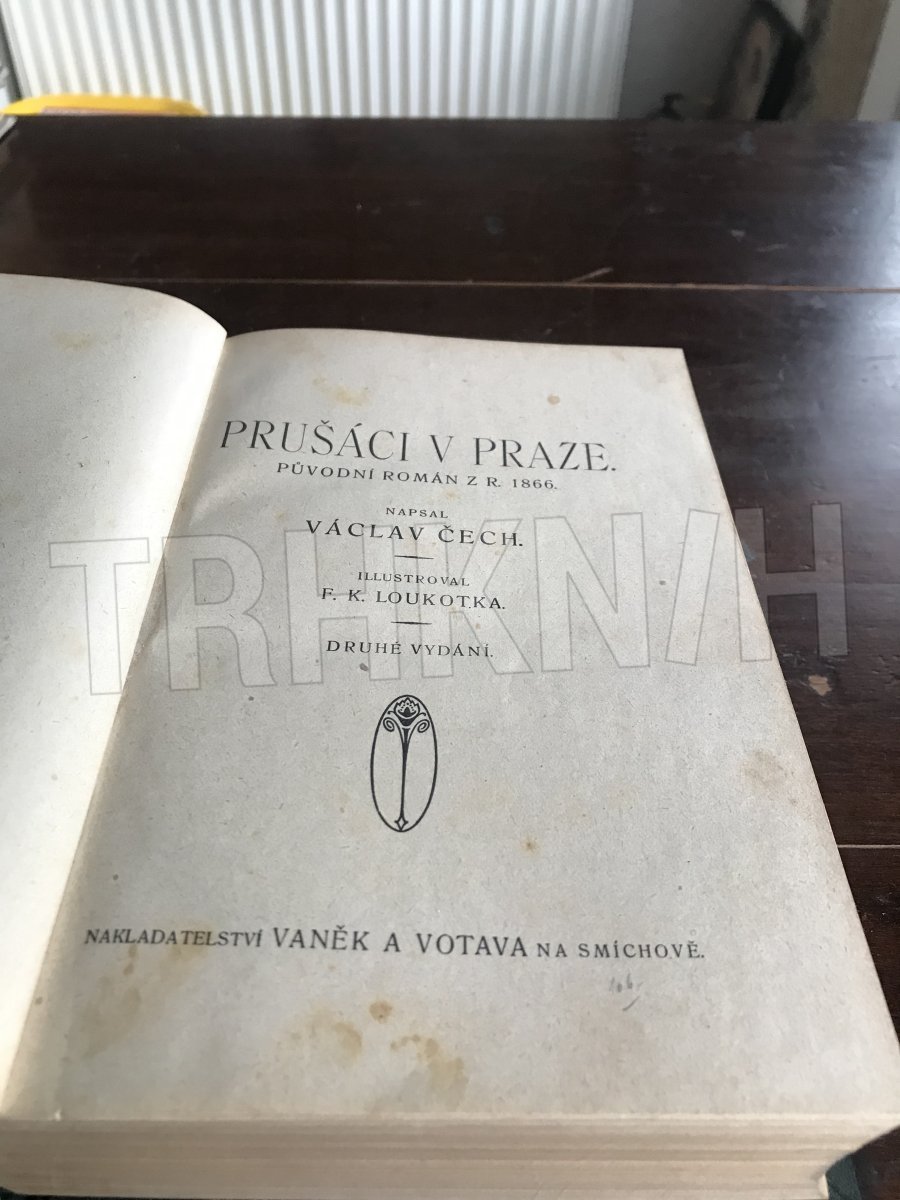 PRUŠÁCI V PRAZE.
PŮVODNÍ ROMÁN Z R. 1866.
NAPSAL
VÁCLAV ČECH.
ILLUSTROVAL
F. K. LOUKOTKA.
DRUHÉ VYDÁNÍ.
TRHKNIH
NAKLADATELSTVÍ VANĚK A VOTAVA NA SMÍCHOVĚ.